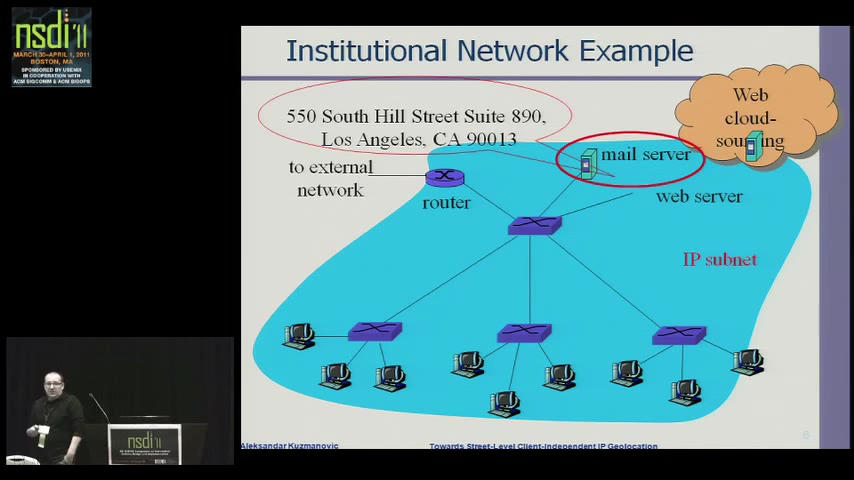 nsdi'11
MARCH 30–APRIL 1, 2011
BOSTON, MA
SPONSORED BY USENIX
IN COOPERATION WITH
ACM SIGCOMM & ACM SIGOPS
Institutional Network Example
550 South Hill Street Suite 890,
Los Angeles, CA 90013
Web
cloud-
sourcing
mail server
to external
network
router
web server
IP subnet
nsdi
Aleksandar Kuzmanovic
Towards Street-Level Client-Independent IP Geolocation
6